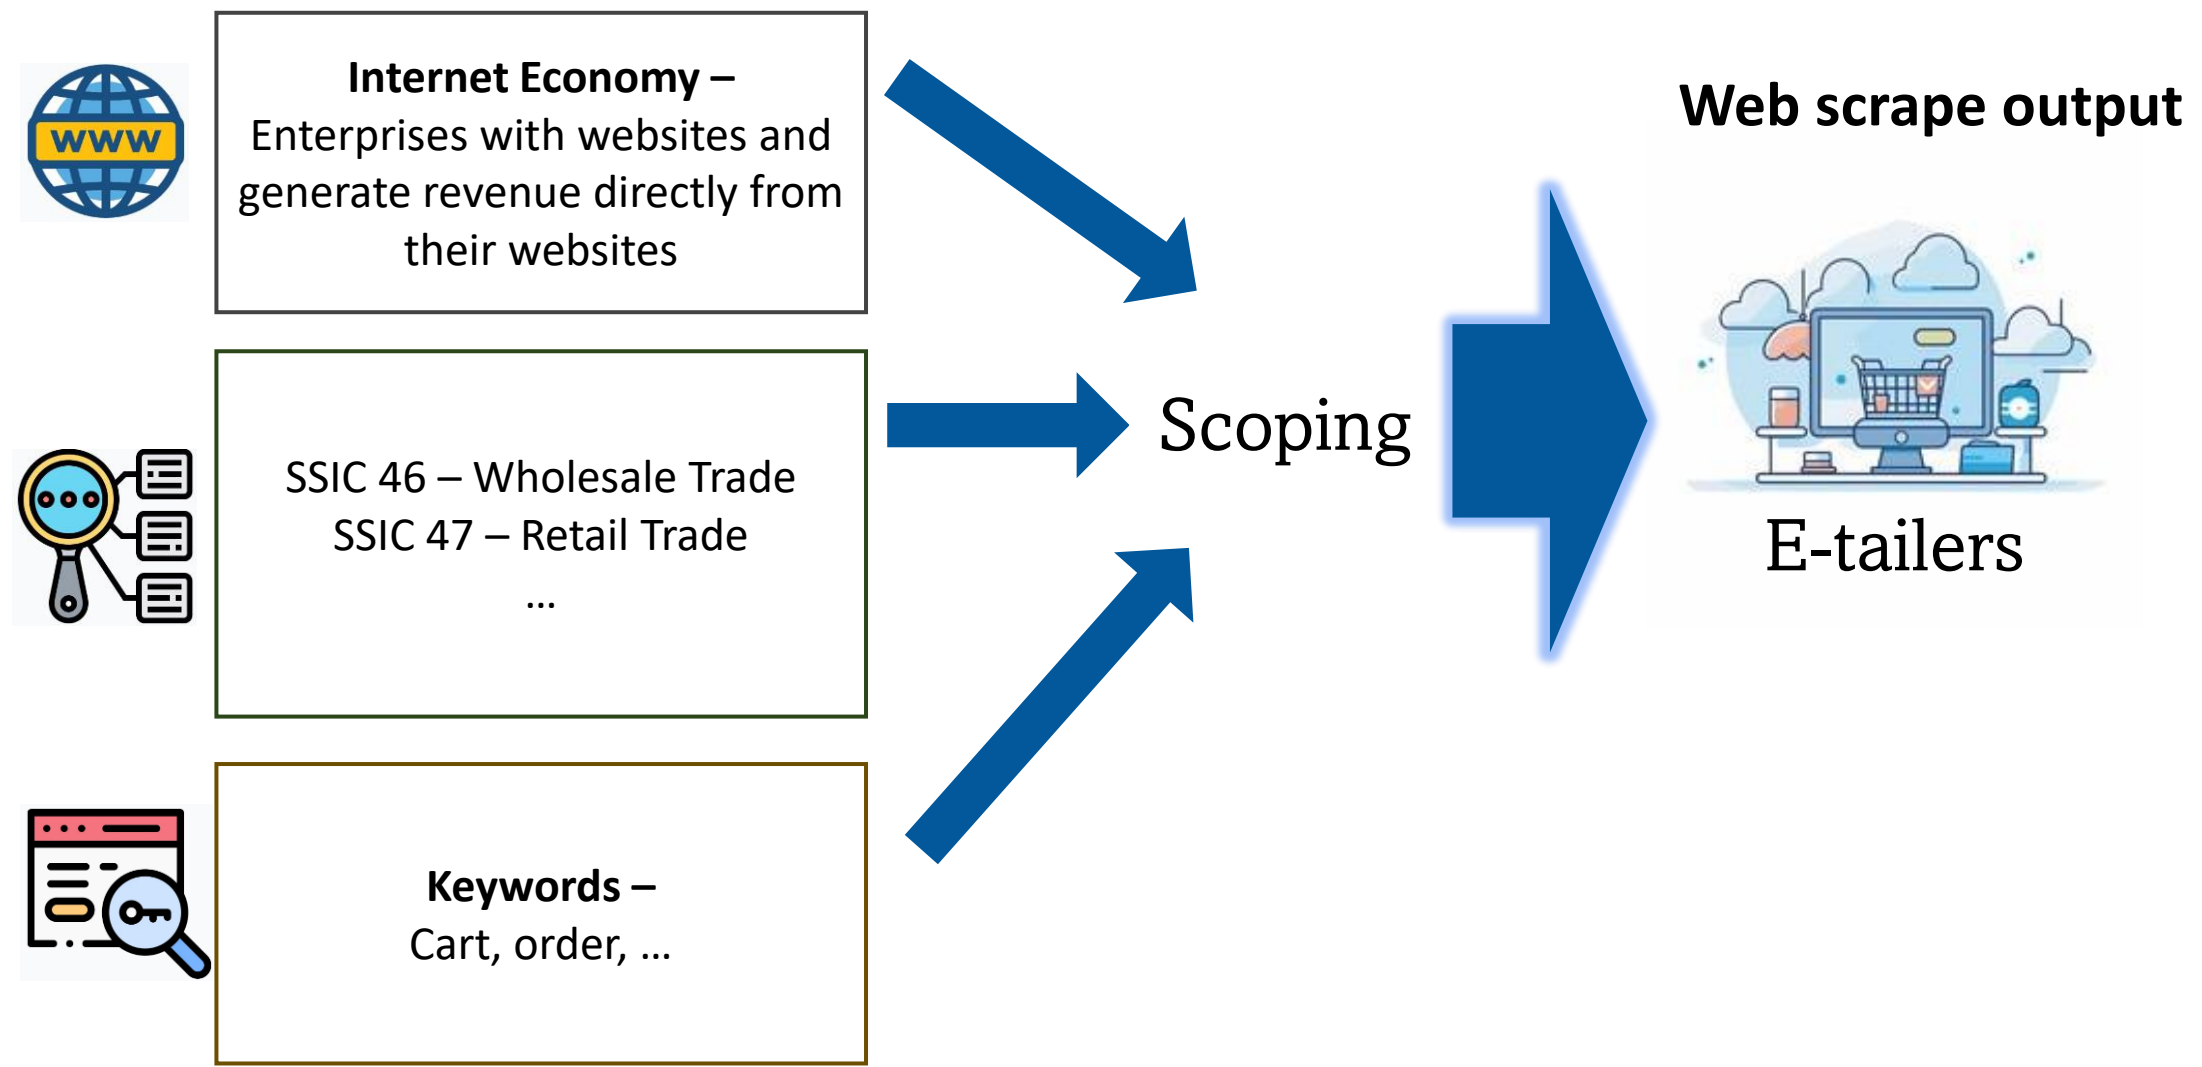 WWW
Internet Economy –
Enterprises with websites and
generate revenue directly from
their websites
SSIC 46 – Wholesale Trade
SSIC 47 – Retail Trade
...
Keywords –
Cart, order, ...
Scoping
Web scrape output
E-tailers